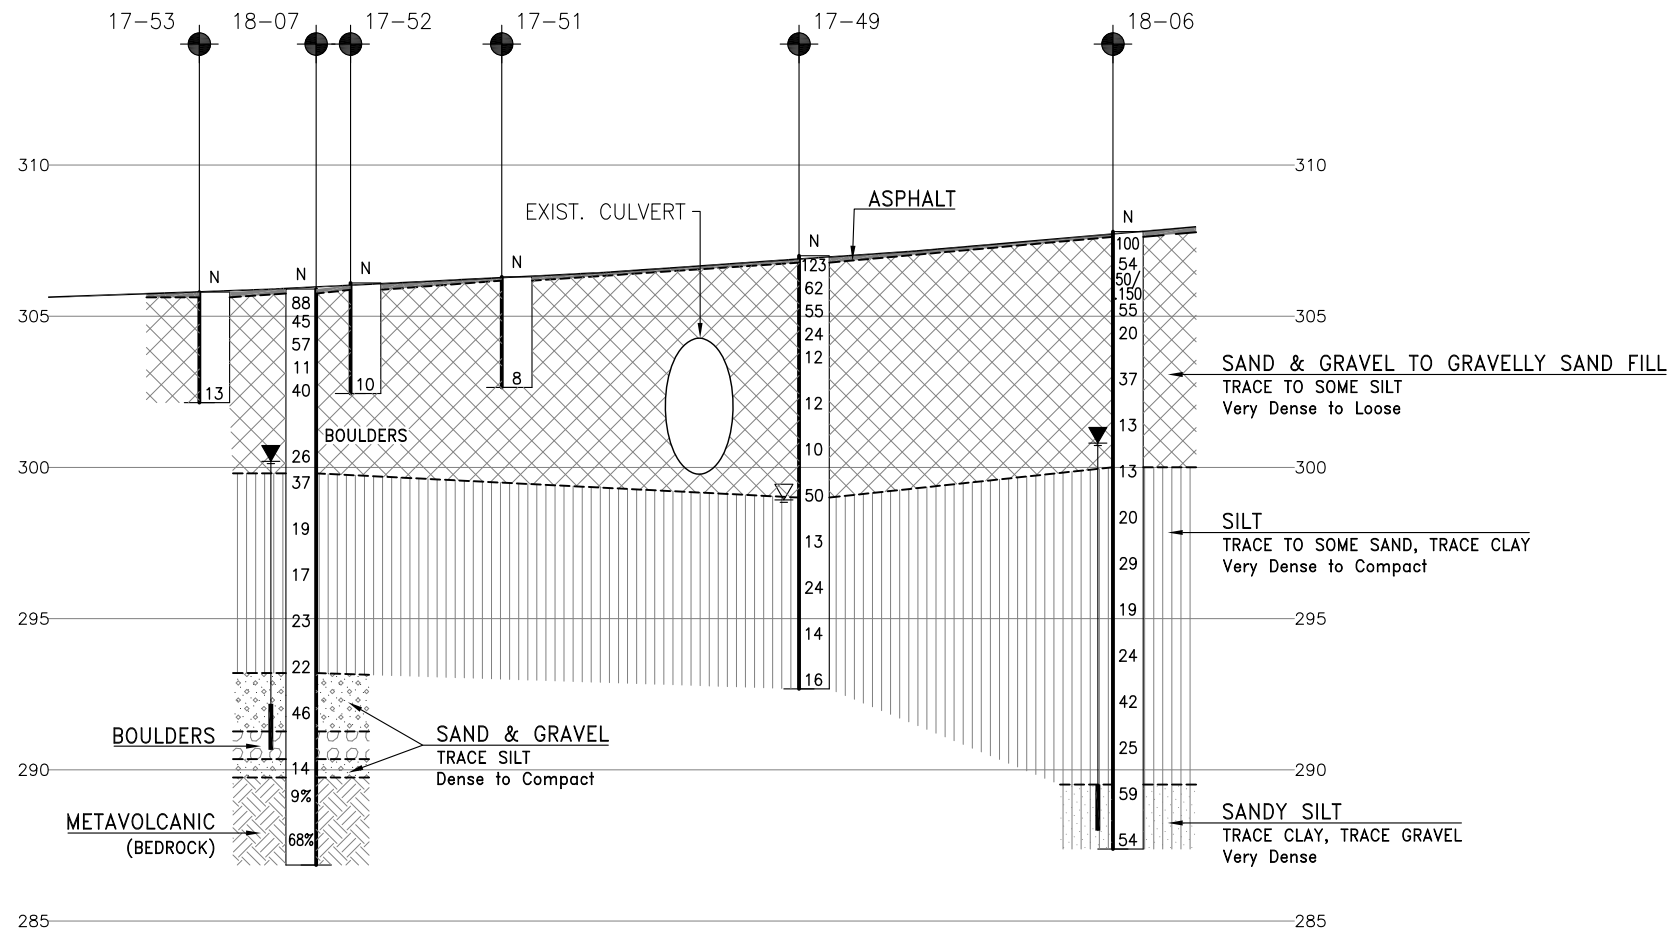 17-53
18-07
17-52
17-51
17-49
18-06
310
310
EXIST. CULVERT
ASPHALT
N
N
N
N
N
N
305
305
13
88
45
57
11
40
BOULDERS
26
37
19
17
23
22
46
14
9%
68%
10
8
123
62
55
24
12
12
10
50
13
24
14
16
100
54
50/
.150
55
20
37
13
13
20
29
19
24
42
25
59
54
SAND & GRAVEL TO GRAVELLY SAND FILL
TRACE TO SOME SILT
Very Dense to Loose
300
300
SILT
TRACE TO SOME SAND, TRACE CLAY
Very Dense to Compact
295
295
BOULDERS
SAND & GRAVEL
TRACE SILT
Dense to Compact
290
290
METAVOLCANIC
(BEDROCK)
SANDY SILT
TRACE CLAY, TRACE GRAVEL
Very Dense
285
285